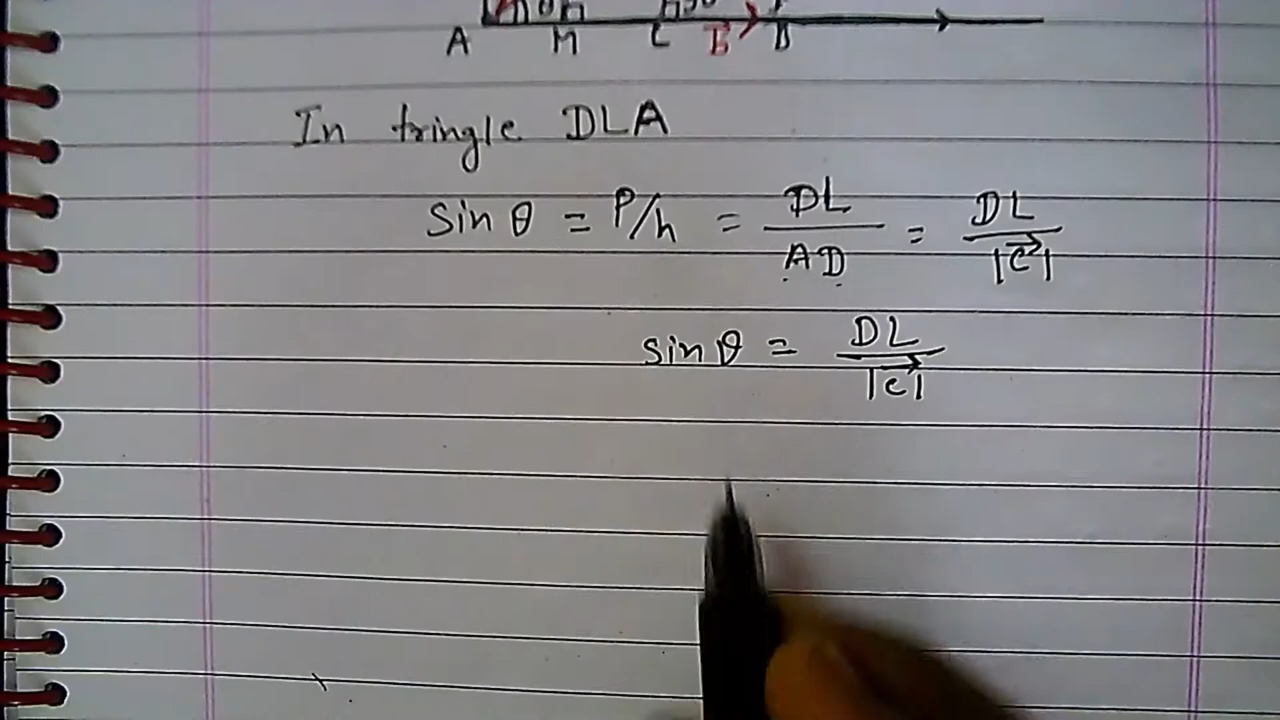 A M L B
In tringle DLA
Sin θ = P/h = DL/AD = DL/|c⃗|
sin θ = DL/|c⃗|